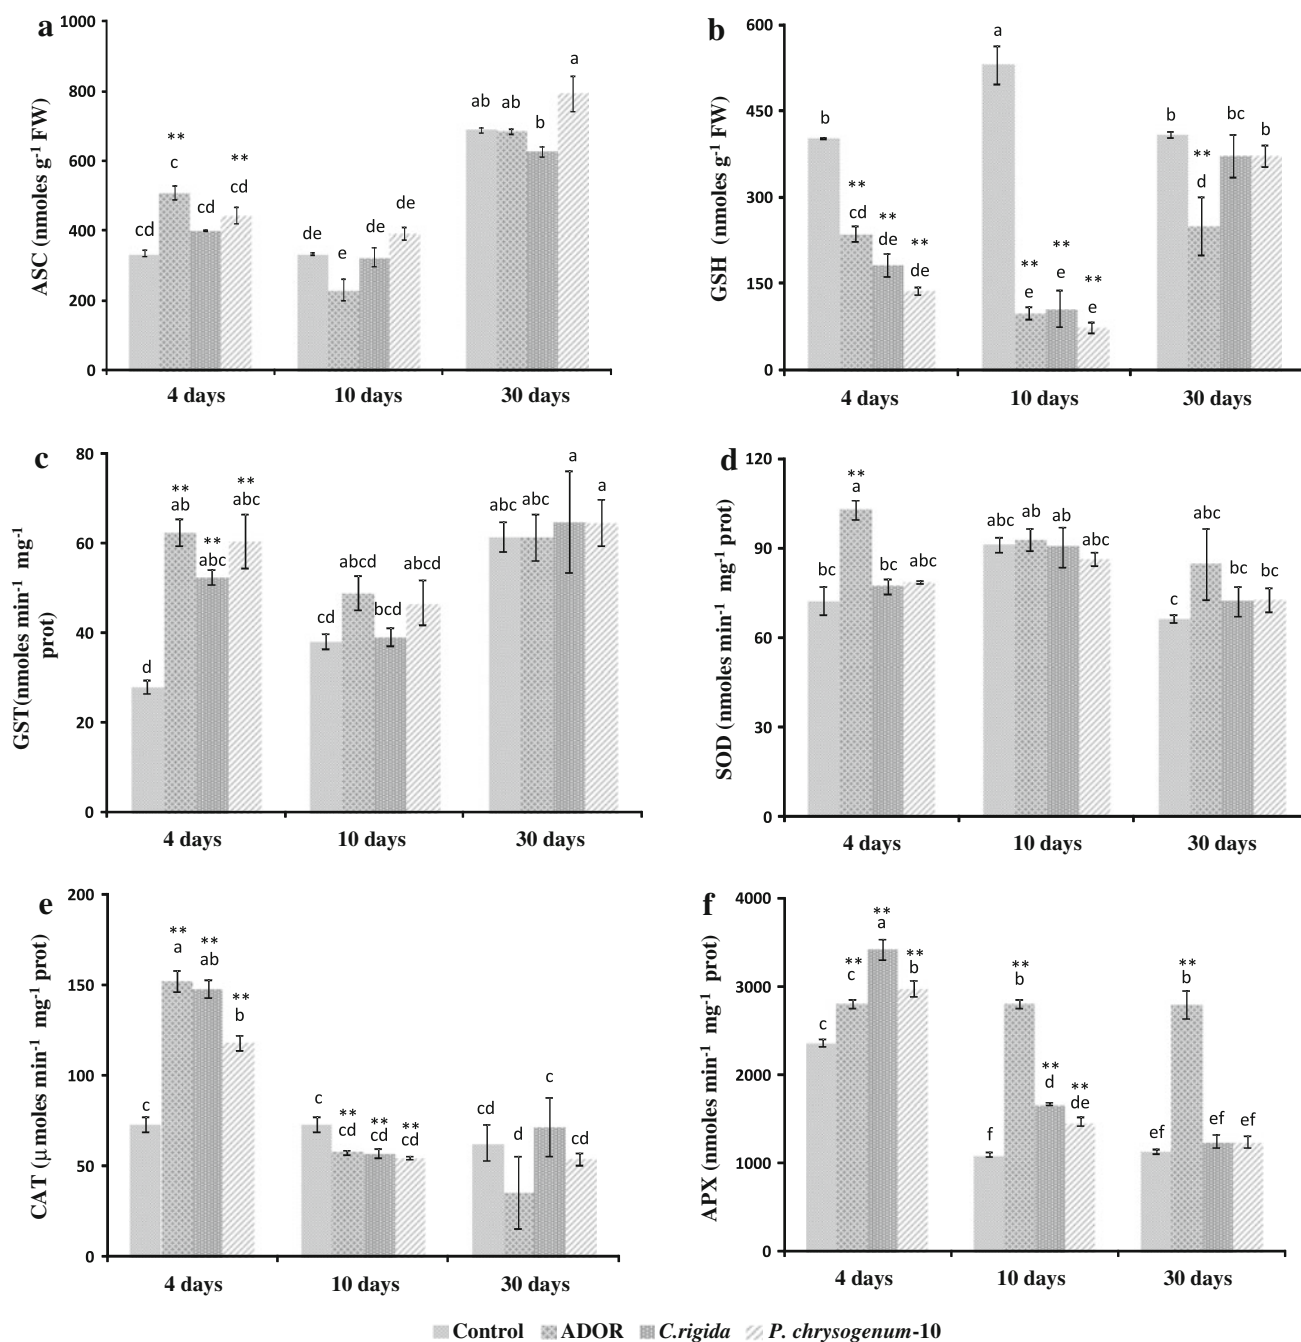 a
ASC (nmoles g-1 FW)
1000
800
600
400
200
0
cd
**
c
cd
**
cd
de
e
de
de
ab
ab
b
a
4 days
10 days
30 days
b
GSH (nmoles g-1 FW)
600
450
300
150
0
b
**
cd
**
de
**
de
a
**
e
**
e
**
e
b
**
d
bc
b
4 days
10 days
30 days
c
GST(nmoles min-1 mg-1
prot)
80
60
40
20
0
d
**
ab
**
abc
**
abc
cd
abcd
bcd
abcd
abc
abc
a
a
4 days
10 days
30 days
d
SOD (nmoles min-1 mg-1 prot)
120
90
60
30
0
bc
**
a
bc
abc
abc
ab
ab
abc
c
abc
bc
bc
4 days
10 days
30 days
e
CAT (μ moles min-1 mg-1 prot)
200
150
100
50
0
c
**
a
**
ab
**
b
c
**
cd
**
cd
**
cd
cd
d
c
cd
4 days
10 days
30 days
f
APX (nmoles min-1 mg-1 prot)
4000
3000
2000
1000
0
c
**
c
**
a
**
b
f
**
b
**
d
**
de
ef
**
b
ef
ef
4 days
10 days
30 days
Control ADOR C.rigida P. chrysogenum-10